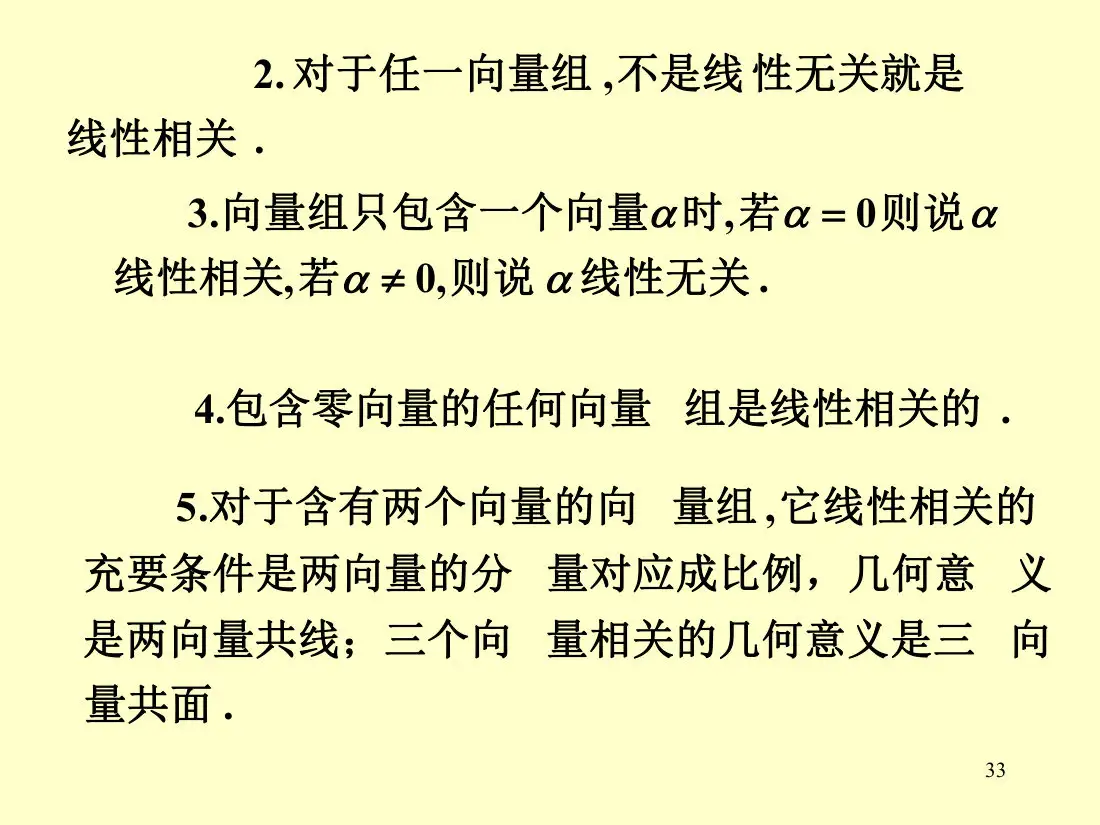 2. 对于任一向量组 ,不是线 性无关就是
线性相关 .
3.向量组只包含一个向量α时,若α = 0则说α
线性相关,若α ≠ 0,则说 α线性无关 .
4.包含零向量的任何向量 组是线性相关的 .
5.对于含有两个向量的向 量组 ,它线性相关的
充要条件是两向量的分 量对应成比例，几何意 义
是两向量共线；三个向 量相关的几何意义是三 向
量共面 .
33